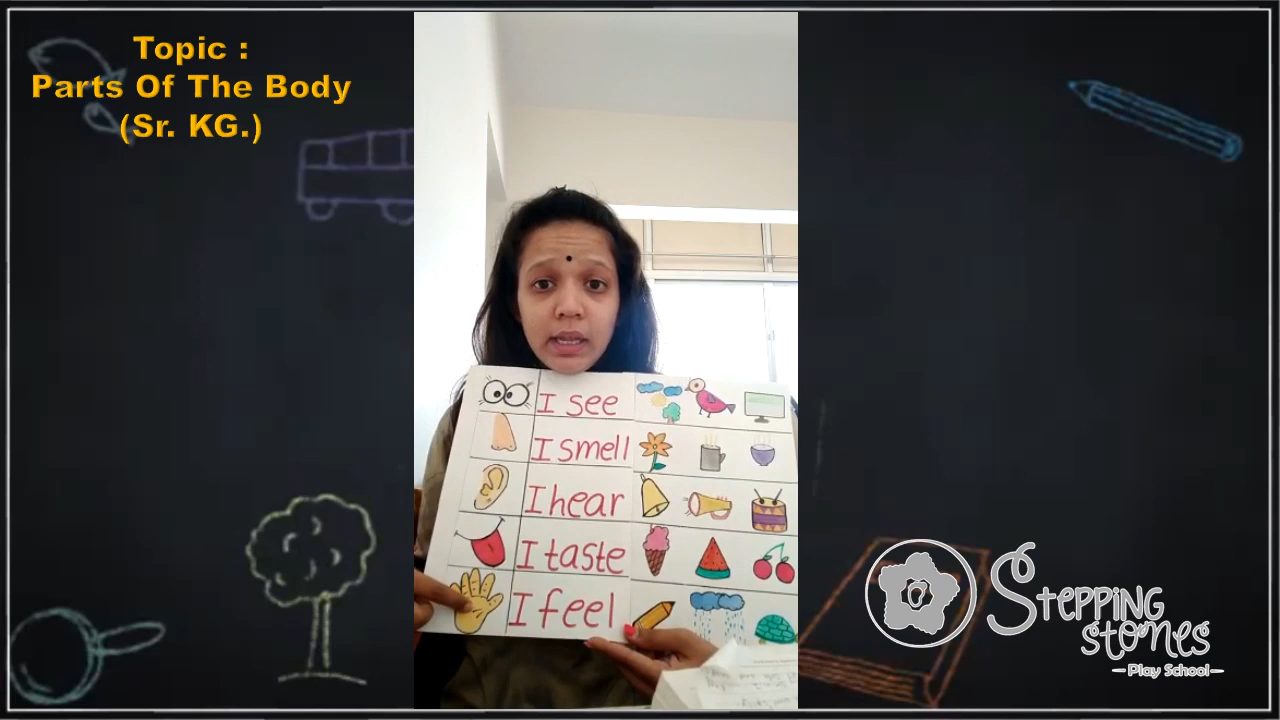 Topic :
Parts Of The Body
(Sr. KG.)
I see
I smell
I hear
I taste
I feel
Stepping
stones
Play School